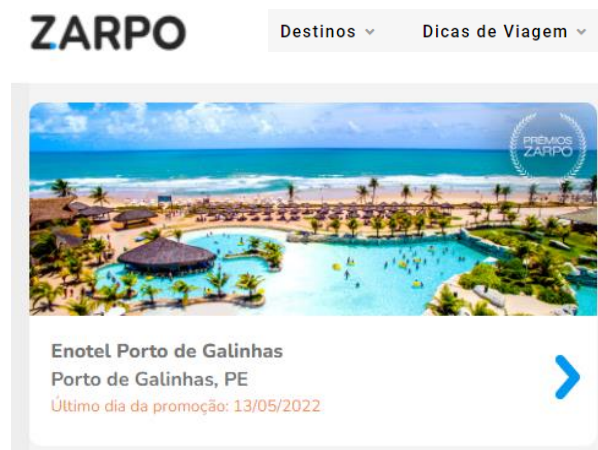 ZARPO
Destinos
Dicas de Viagem
PRÊMIOS
ZARPO
Enotel Porto de Galinhas
Porto de Galinhas, PE
Último dia da promoção: 13/05/2022